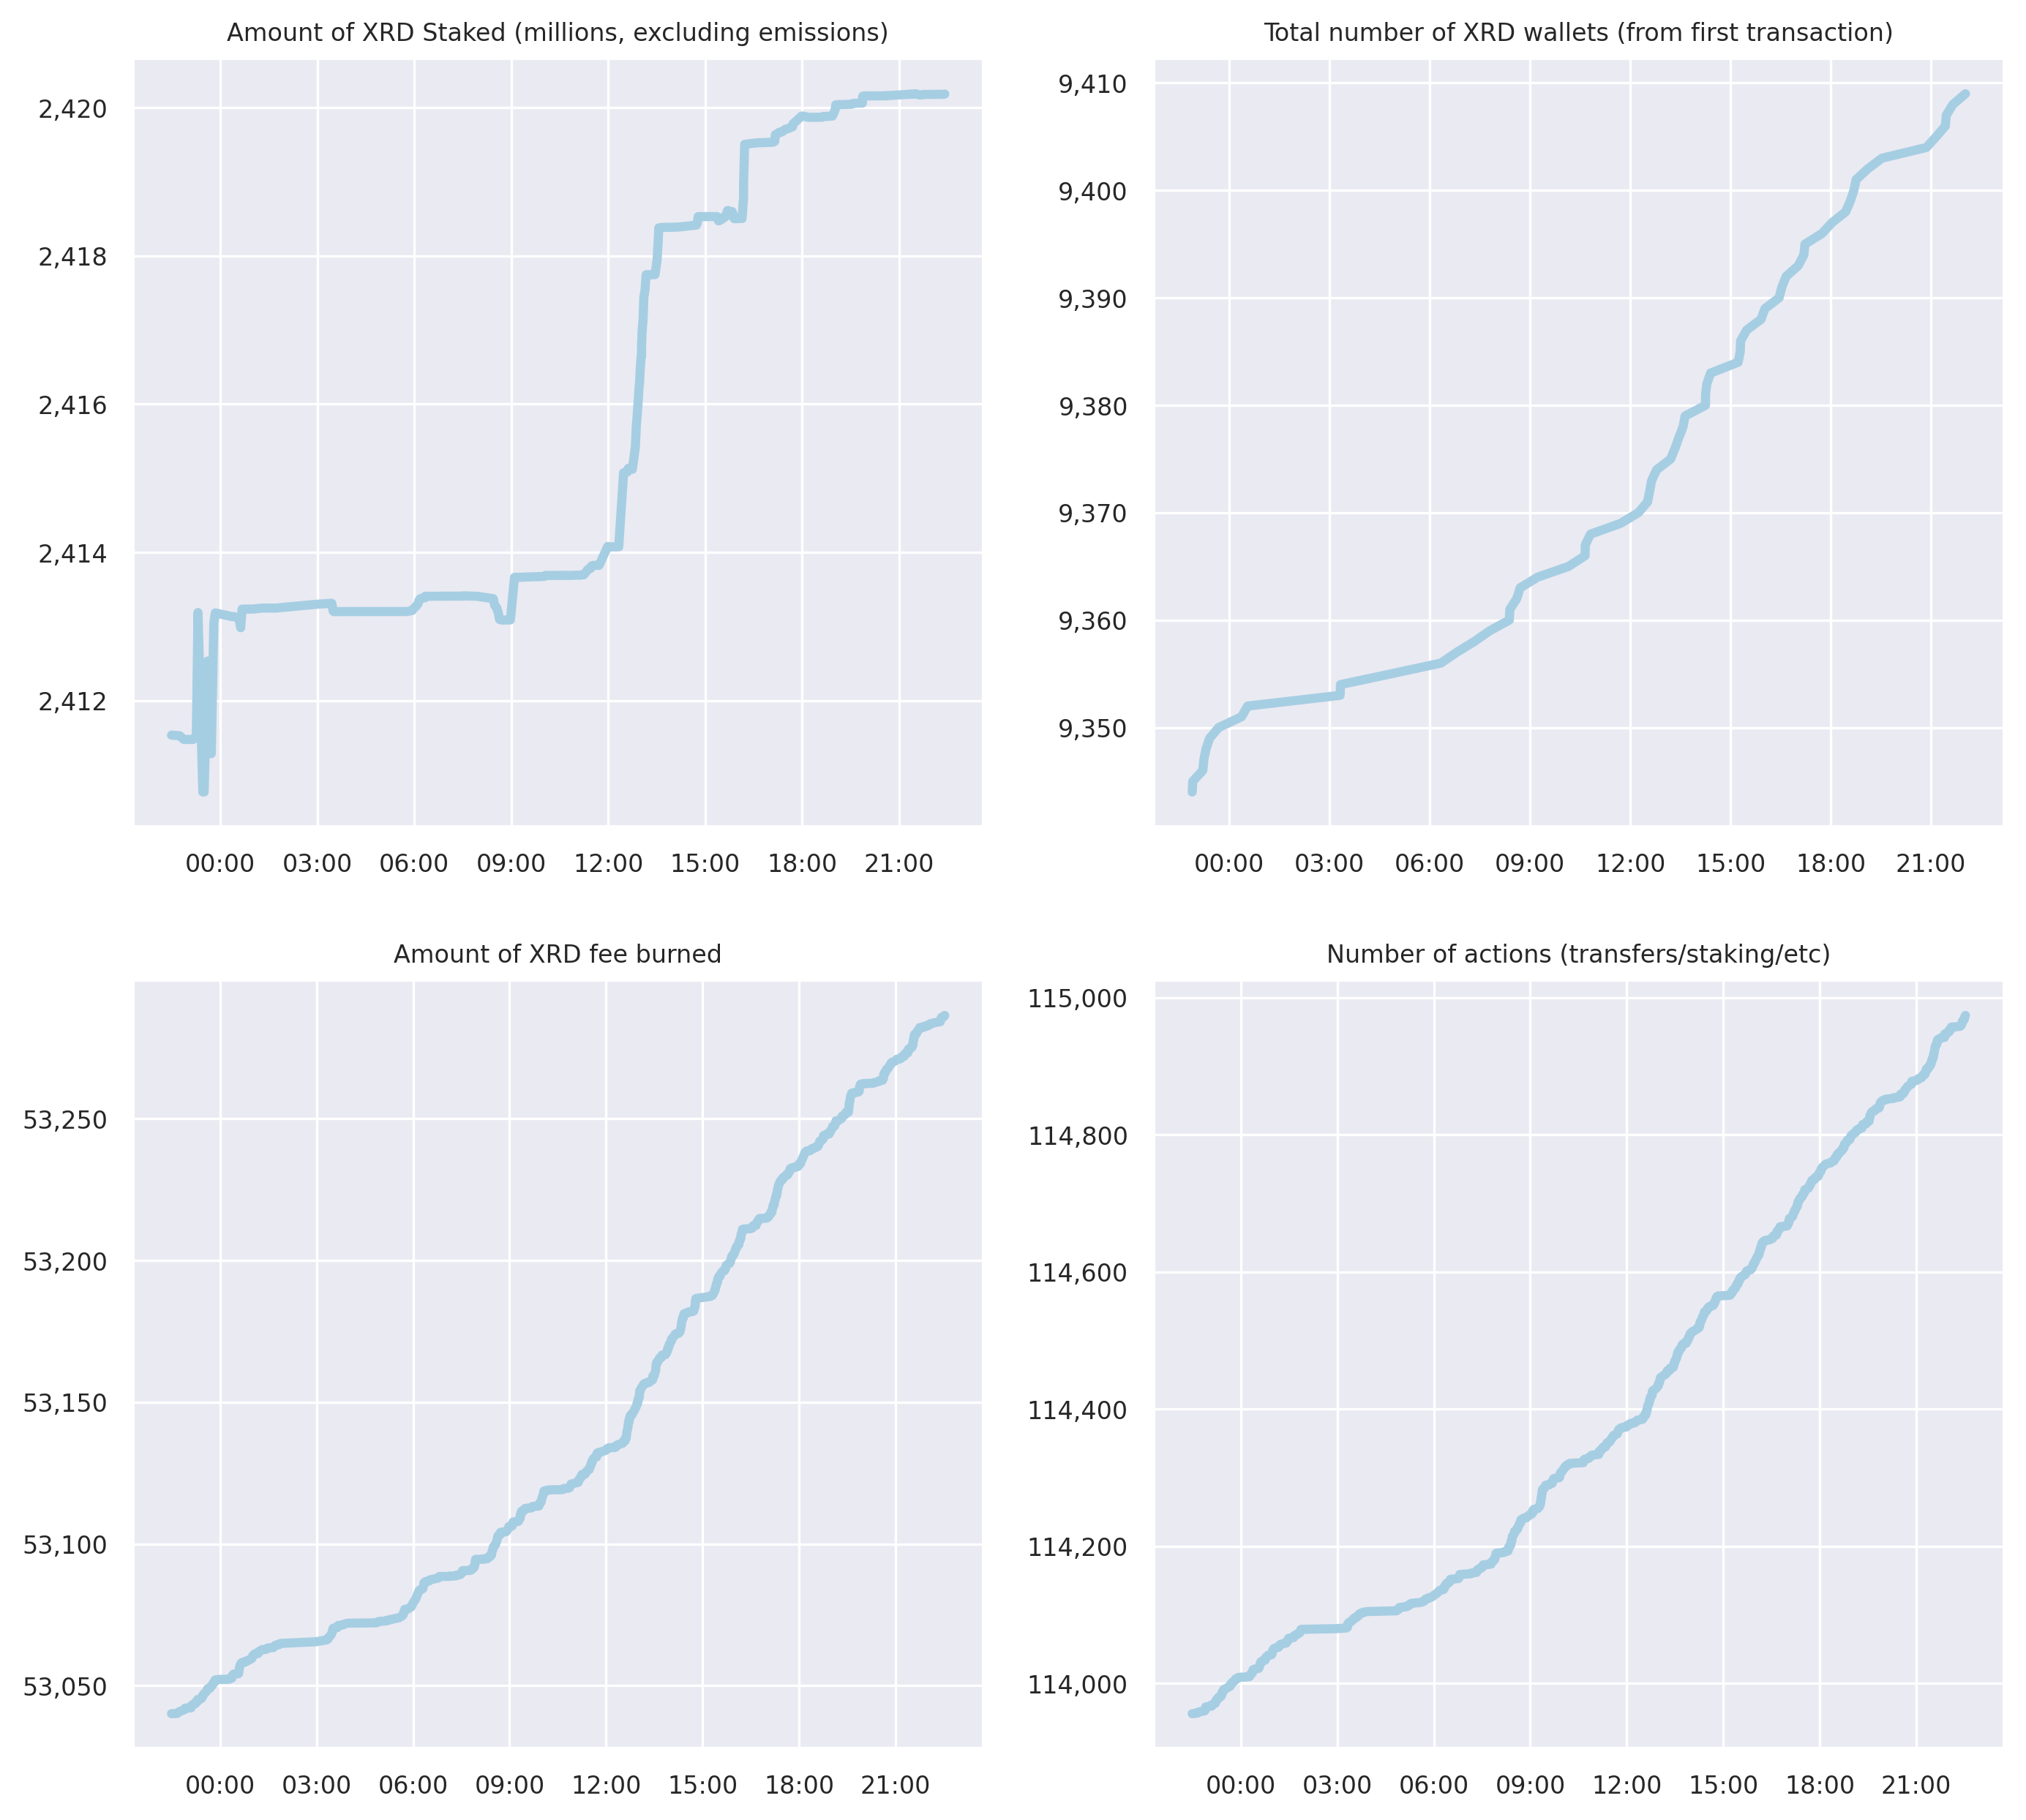 Amount of XRD Staked (millions, excluding emissions)
2,420
2,418
2,416
2,414
2,412
00:00 03:00 06:00 09:00 12:00 15:00 18:00 21:00
Total number of XRD wallets (from first transaction)
9,410
9,400
9,390
9,380
9,370
9,360
9,350
00:00 03:00 06:00 09:00 12:00 15:00 18:00 21:00
Amount of XRD fee burned
53,250
53,200
53,150
53,100
53,050
00:00 03:00 06:00 09:00 12:00 15:00 18:00 21:00
Number of actions (transfers/staking/etc)
115,000
114,800
114,600
114,400
114,200
114,000
00:00 03:00 06:00 09:00 12:00 15:00 18:00 21:00